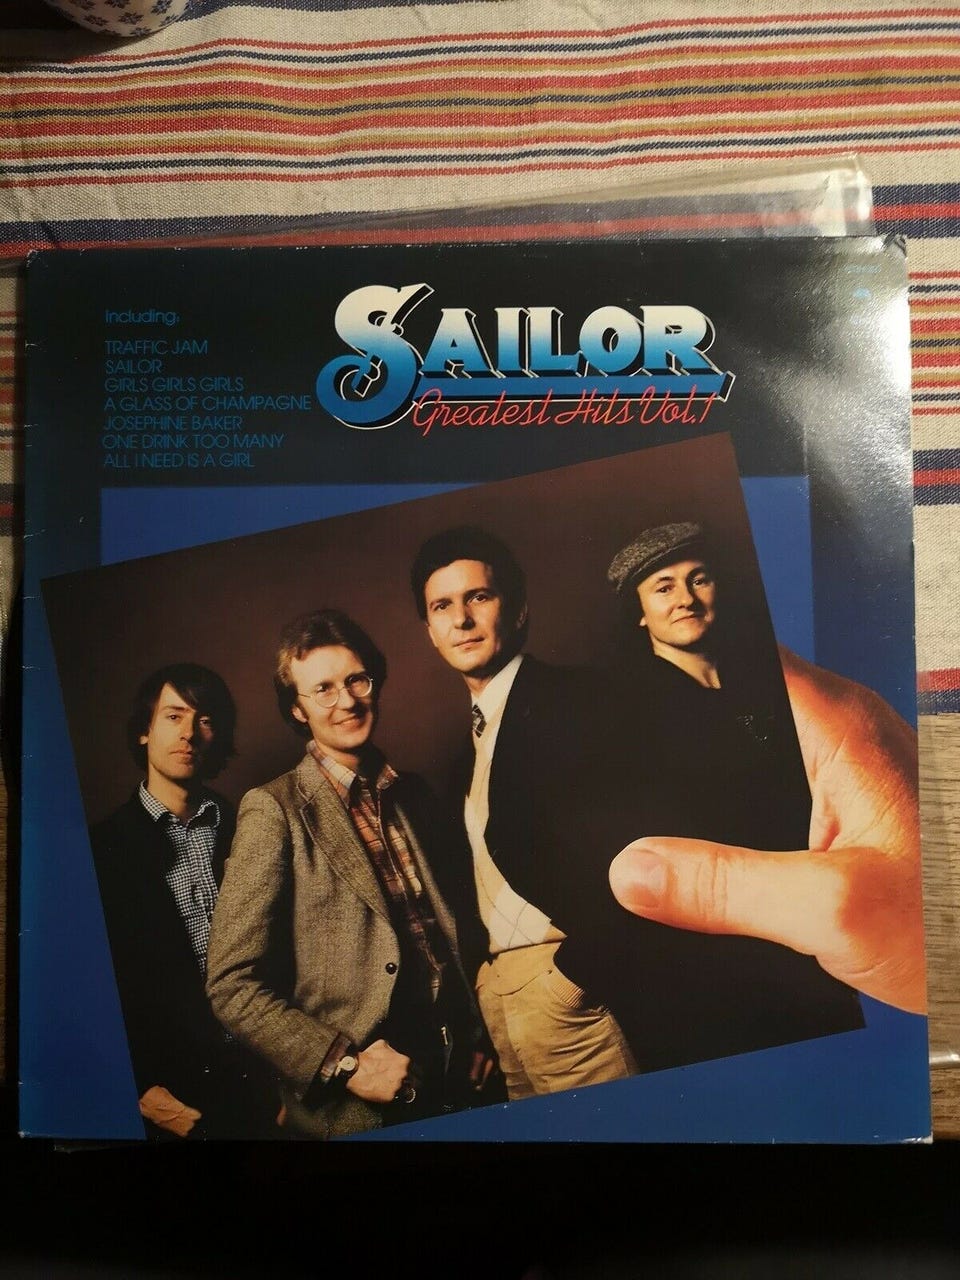 including:
TRAFFIC JAM
SAILOR
GIRLS GIRLS GIRLS
A GLASS OF CHAMPAGNE
JOSEPHINE BAKER
ONE DRINK TOO MANY
ALL I NEED IS A GIRL
SAILOR
Greatest Hits Vol.1